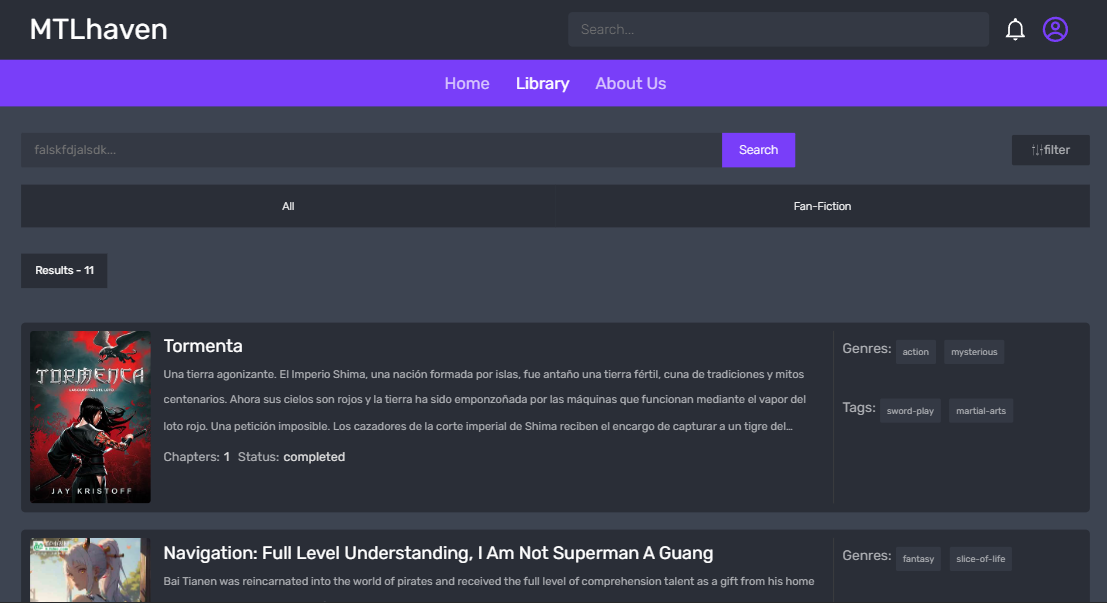 MTLhaven
Search...
Home Library About Us
falskfdjalsdk...
Search
filter
All
Fan-Fiction
Results - 11
TORMENTA
JAY KRISTOFF
Tormenta
Una tierra agonizante. El Imperio Shima, una nación formada por islas, fue antaño una tierra fértil, cuna de tradiciones y mitos
centenarios. Ahora sus cielos son rojos y la tierra ha sido emponzoñada por las máquinas que funcionan mediante el vapor del
loto rojo. Una petición imposible. Los cazadores de la corte imperial de Shima reciben el encargo de capturar a un tigre del...
Chapters: 1 Status: completed
Genres: action mysterious
Tags: sword-play martial-arts
Navigation: Full Level Understanding, I Am Not Superman A Guang
Bai Tianen was reincarnated into the world of pirates and received the full level of comprehension talent as a gift from his home
Genres: fantasy slice-of-life